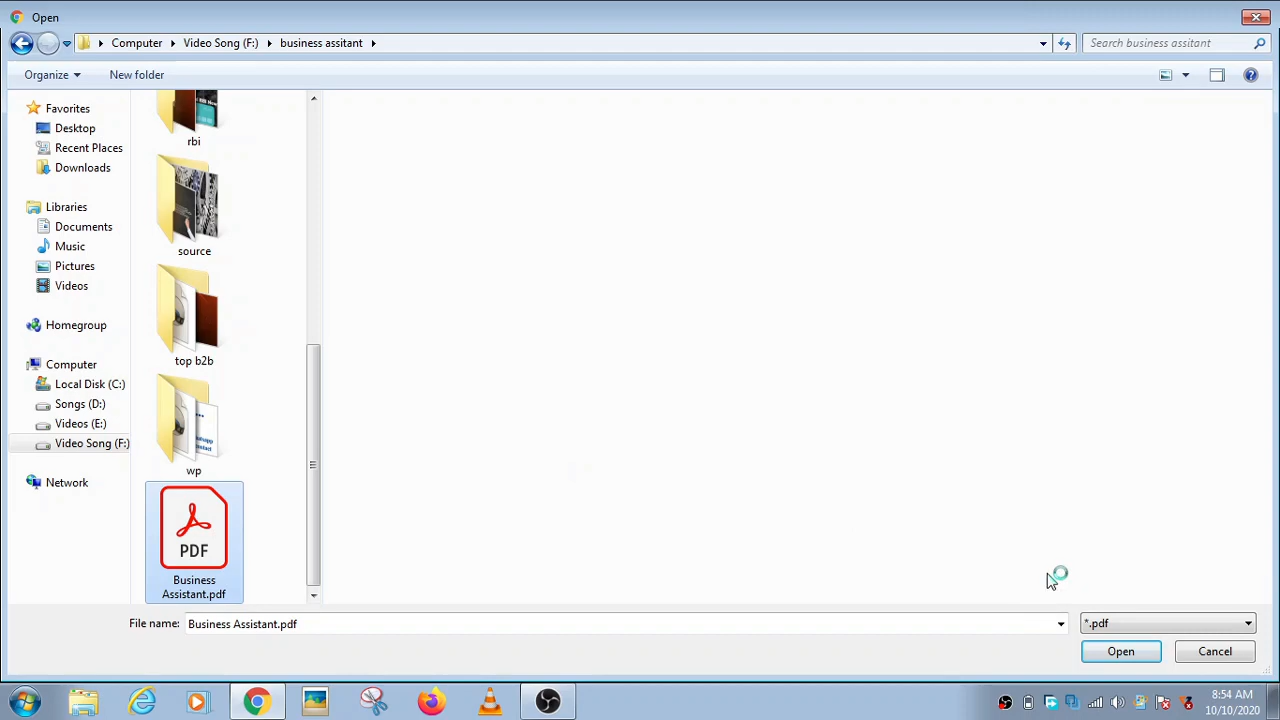 Open
Computer
Video Song (F:)
business assitant
Search business assitant
Organize
New folder
Favorites
Desktop
Recent Places
Downloads
Libraries
Documents
Music
Pictures
Videos
Homegroup
Computer
Local Disk (C:)
Songs (D:)
Videos (E:)
Video Song (F:)
Network
rbi
source
top b2b
wp
PDF
Business
Assistant.pdf
File name:
Business Assistant.pdf
*.pdf
Open
Cancel
8:54 AM
10/10/2020